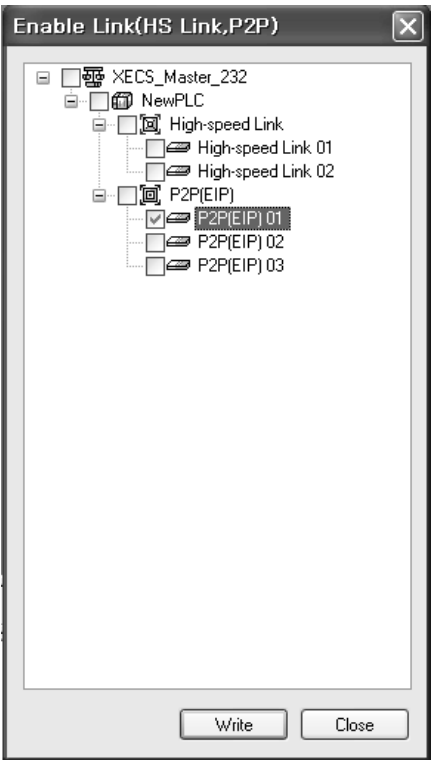 Enable Link(HS Link,P2P)
XECS_Master_232
NewPLC
High-speed Link
High-speed Link 01
High-speed Link 02
P2P(EIP)
P2P(EIP) 01
P2P(EIP) 02
P2P(EIP) 03
Write Close